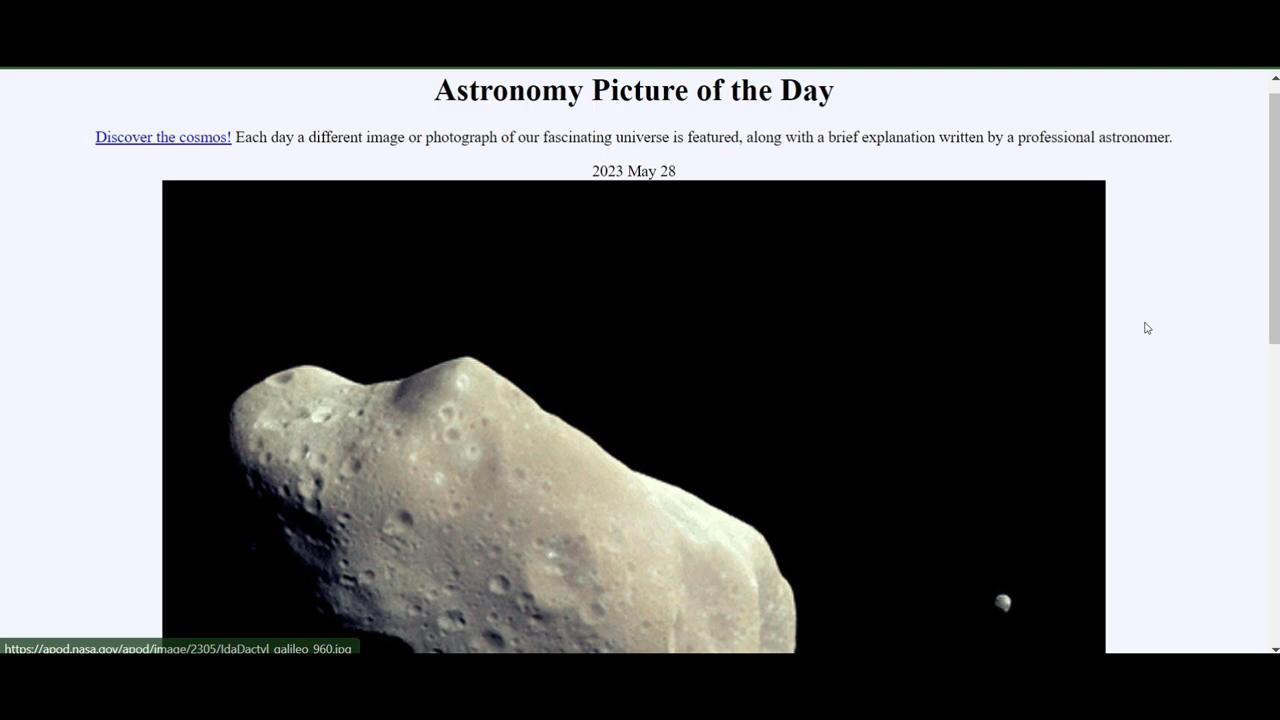 Astronomy Picture of the Day
Discover the cosmos! Each day a different image or photograph of our fascinating universe is featured, along with a brief explanation written by a professional astronomer.
2023 May 28
https://apod.nasa.gov/apod/image/2305/IdaDactyl_galileo_960.jpg